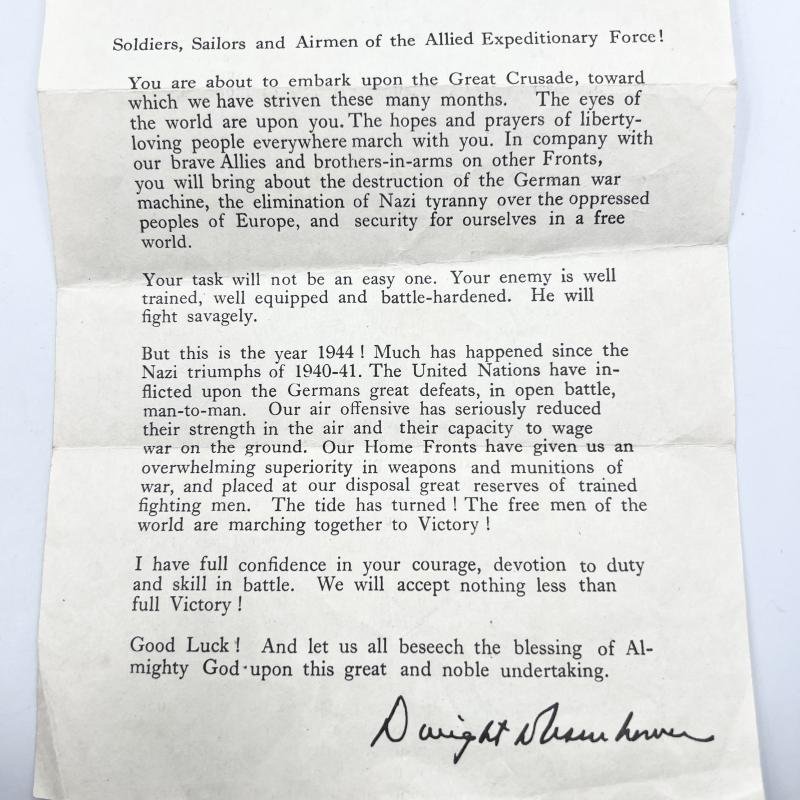 Soldiers, Sailors and Airmen of the Allied Expeditionary Force!
You are about to embark upon the Great Crusade, toward
which we have striven these many months. The eyes of
the world are upon you. The hopes and prayers of liberty-
loving people everywhere march with you. In company with
our brave Allies and brothers-in-arms on other Fronts,
you will bring about the destruction of the German war
machine, the elimination of Nazi tyranny over the oppressed
peoples of Europe, and security for ourselves in a free
world.
Your task will not be an easy one. Your enemy is well
trained, well equipped and battle-hardened. He will
fight savagely.
But this is the year 1944 ! Much has happened since the
Nazi triumphs of 1940-41. The United Nations have in-
flicted upon the Germans great defeats, in open battle,
man-to-man. Our air offensive has seriously reduced
their strength in the air and their capacity to wage
war on the ground. Our Home Fronts have given us an
overwhelming superiority in weapons and munitions of
war, and placed at our disposal great reserves of trained
fighting men. The tide has turned ! The free men of the
world are marching together to Victory !
I have full confidence in your courage, devotion to duty
and skill in battle. We will accept nothing less than
full Victory !
Good Luck ! And let us all beseech the blessing of Al-
mighty God upon this great and noble undertaking.
Dwight D Eisenhower